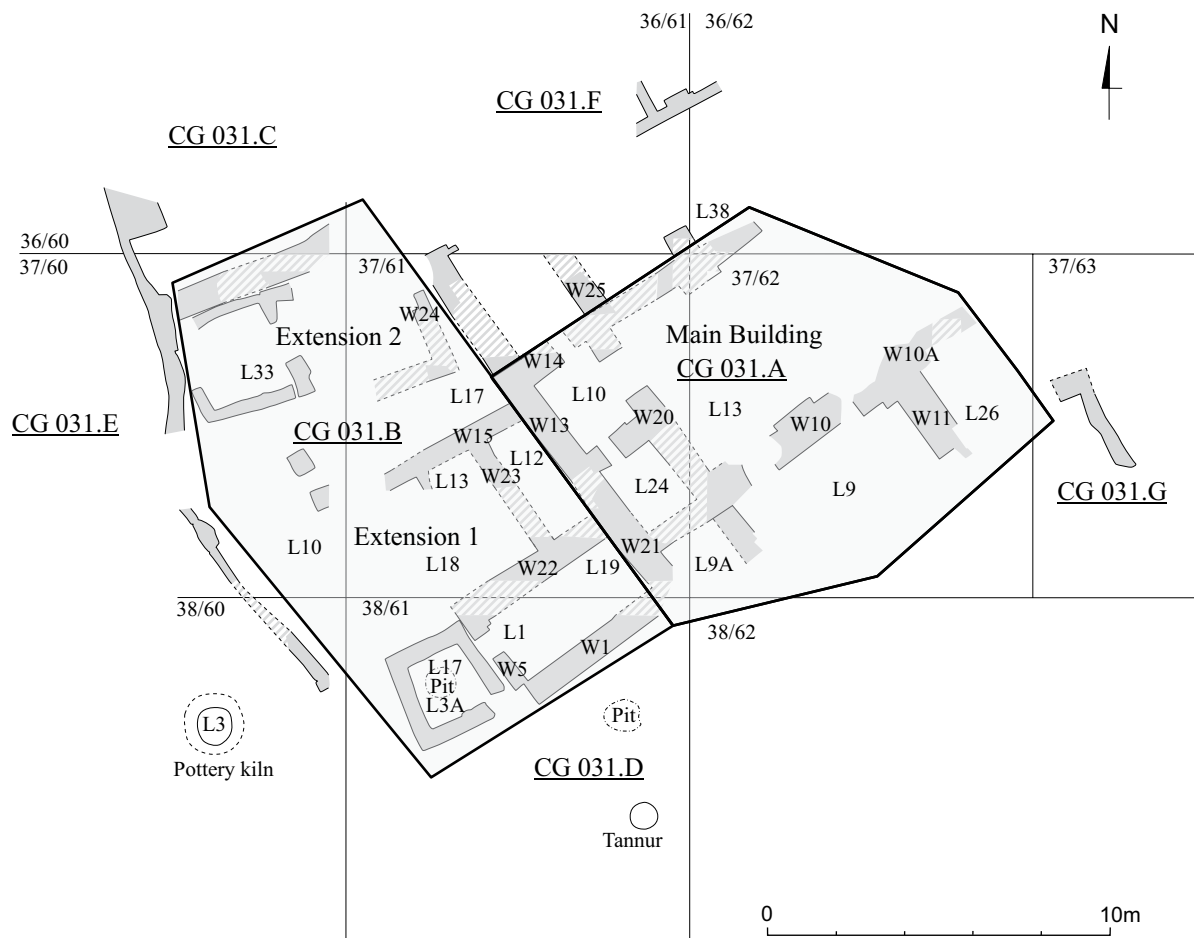 36/61 36/62
N
CG 031.F
CG 031.C
L38
36/60
37/60
37/61
37/62
37/63
W25
W24
Extension 2
Main Building
W14
W10A
CG 031.A
L33
L17
L10
L13
W20
W10
W11
L26
CG 031.E
CG 031.B
W15
W13
L12
W23
L13
L24
L9
CG 031.G
L10
Extension 1
L18
W22
L19
W21
L9A
38/60
38/61
38/62
L1
W1
W5
L17
Pit
L3A
L3
Pottery kiln
Pit
CG 031.D
Tannur
0 10m